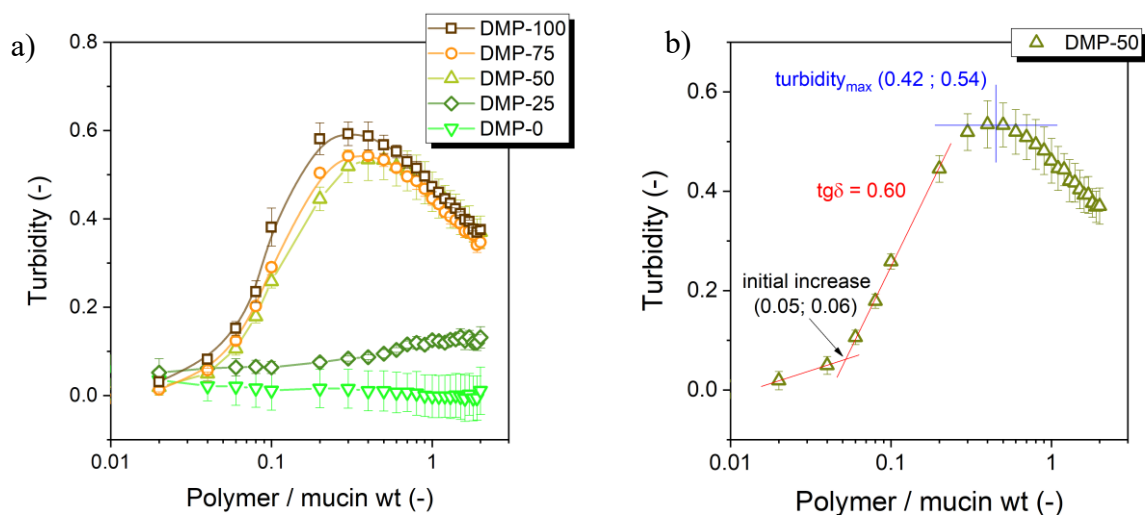 a)
DMP-100
DMP-75
DMP-50
DMP-25
DMP-0
0.8
0.6
0.4
0.2
0.0
Turbidity (-)
0.01
0.1
1
Polymer / mucin wt (-)
b)
DMP-50
turbidity_max (0.42 ; 0.54)
tgδ = 0.60
initial increase
(0.05; 0.06)
0.6
0.4
0.2
0.0
Turbidity (-)
0.01
0.1
1
Polymer / mucin wt (-)